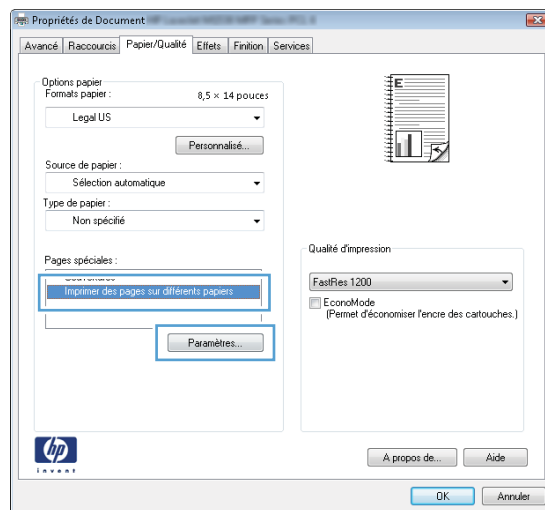 Propriétés de Document
Avancé Raccourcis Papier/Qualité Effets Finition Services
Options papier
Formats papier : 8,5 × 14 pouces
Legal US
Personnalisé...
Source de papier :
Sélection automatique
Type de papier :
Non spécifié
Pages spéciales :
Imprimer des pages sur différents papiers
Paramètres...
E
Qualité d'impression
FastRes 1200
EconoMode
(Permet d'économiser l'encre des cartouches.)
hp
invent
A propos de... Aide
OK Annuler